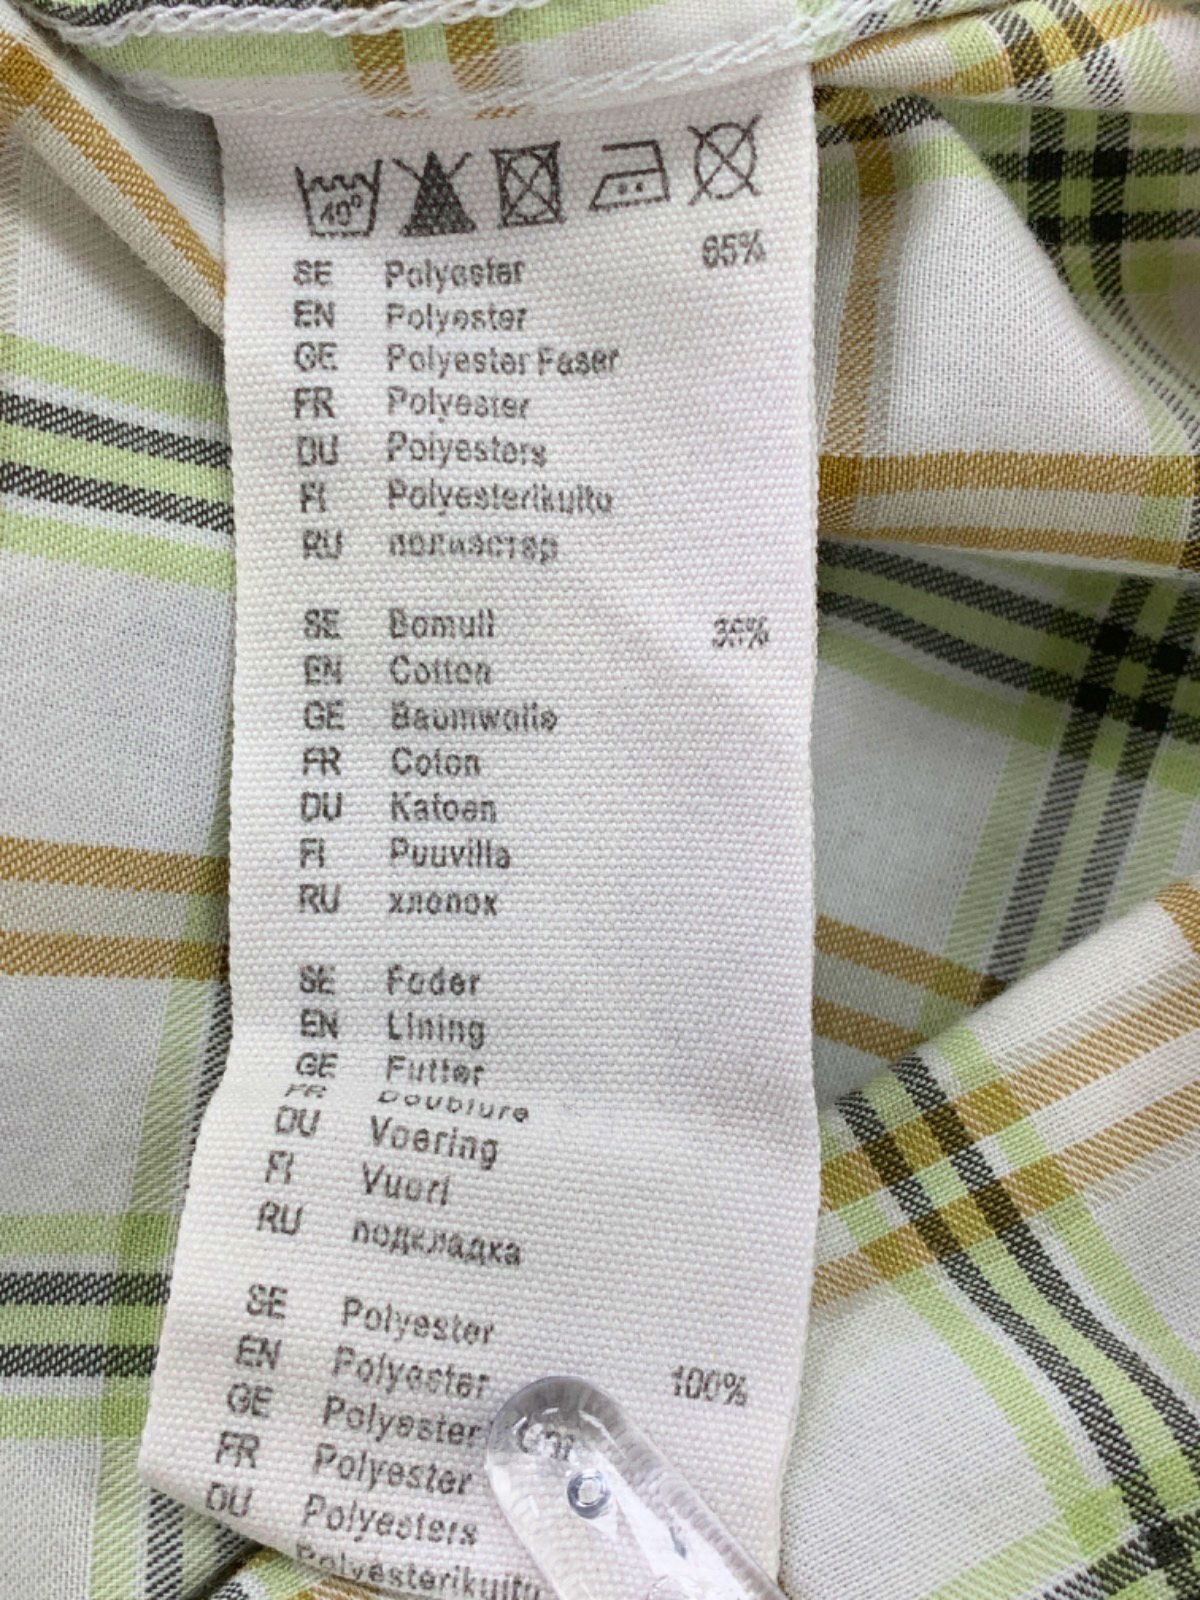 40°
SE Polyester 65%
EN Polyester
GE Polyester Faser
FR Polyester
DU Polyesters
FI Polyesterikuitu
RU полиэстер
SE Bomull 35%
EN Cotton
GE Baumwolle
FR Coton
DU Katoen
FI Puuvilla
RU хлопок
SE Foder
EN Lining
GE Futter
FR Doublure
DU Voering
FI Vuori
RU подкладка
SE Polyester
EN Polyester 100%
GE Polyester
FR Polyester
DU Polyesters
Polyesterikuitu